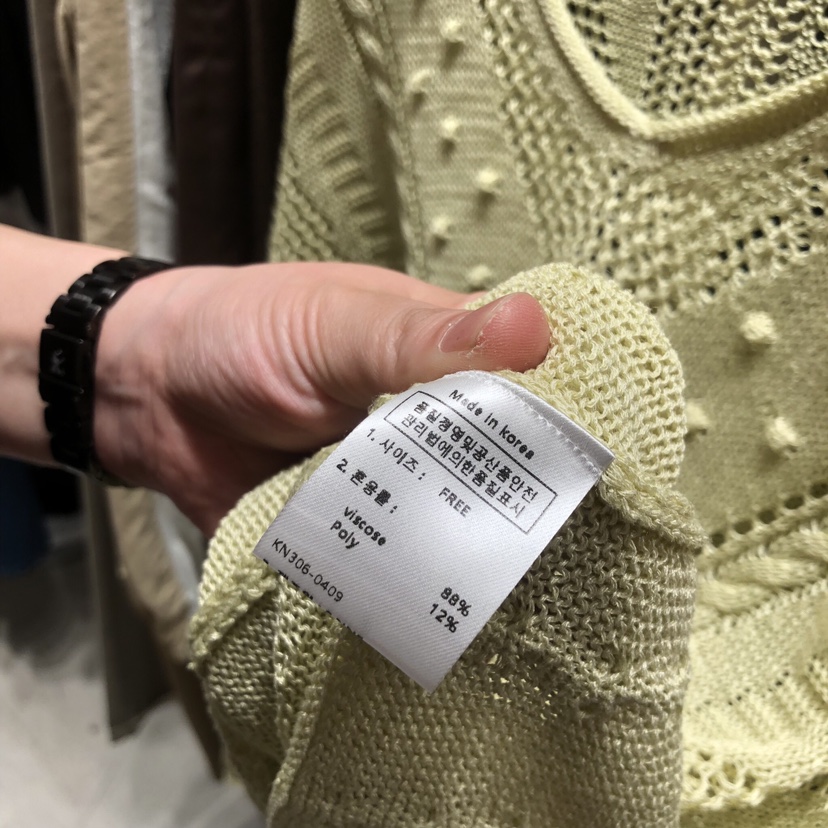 Made in korea
품질경영및공산품안전
관리법에의한품질표시
1. 사이즈 : FREE
2. 혼용률 :
viscose 88%
Poly 12%
KN306-0409